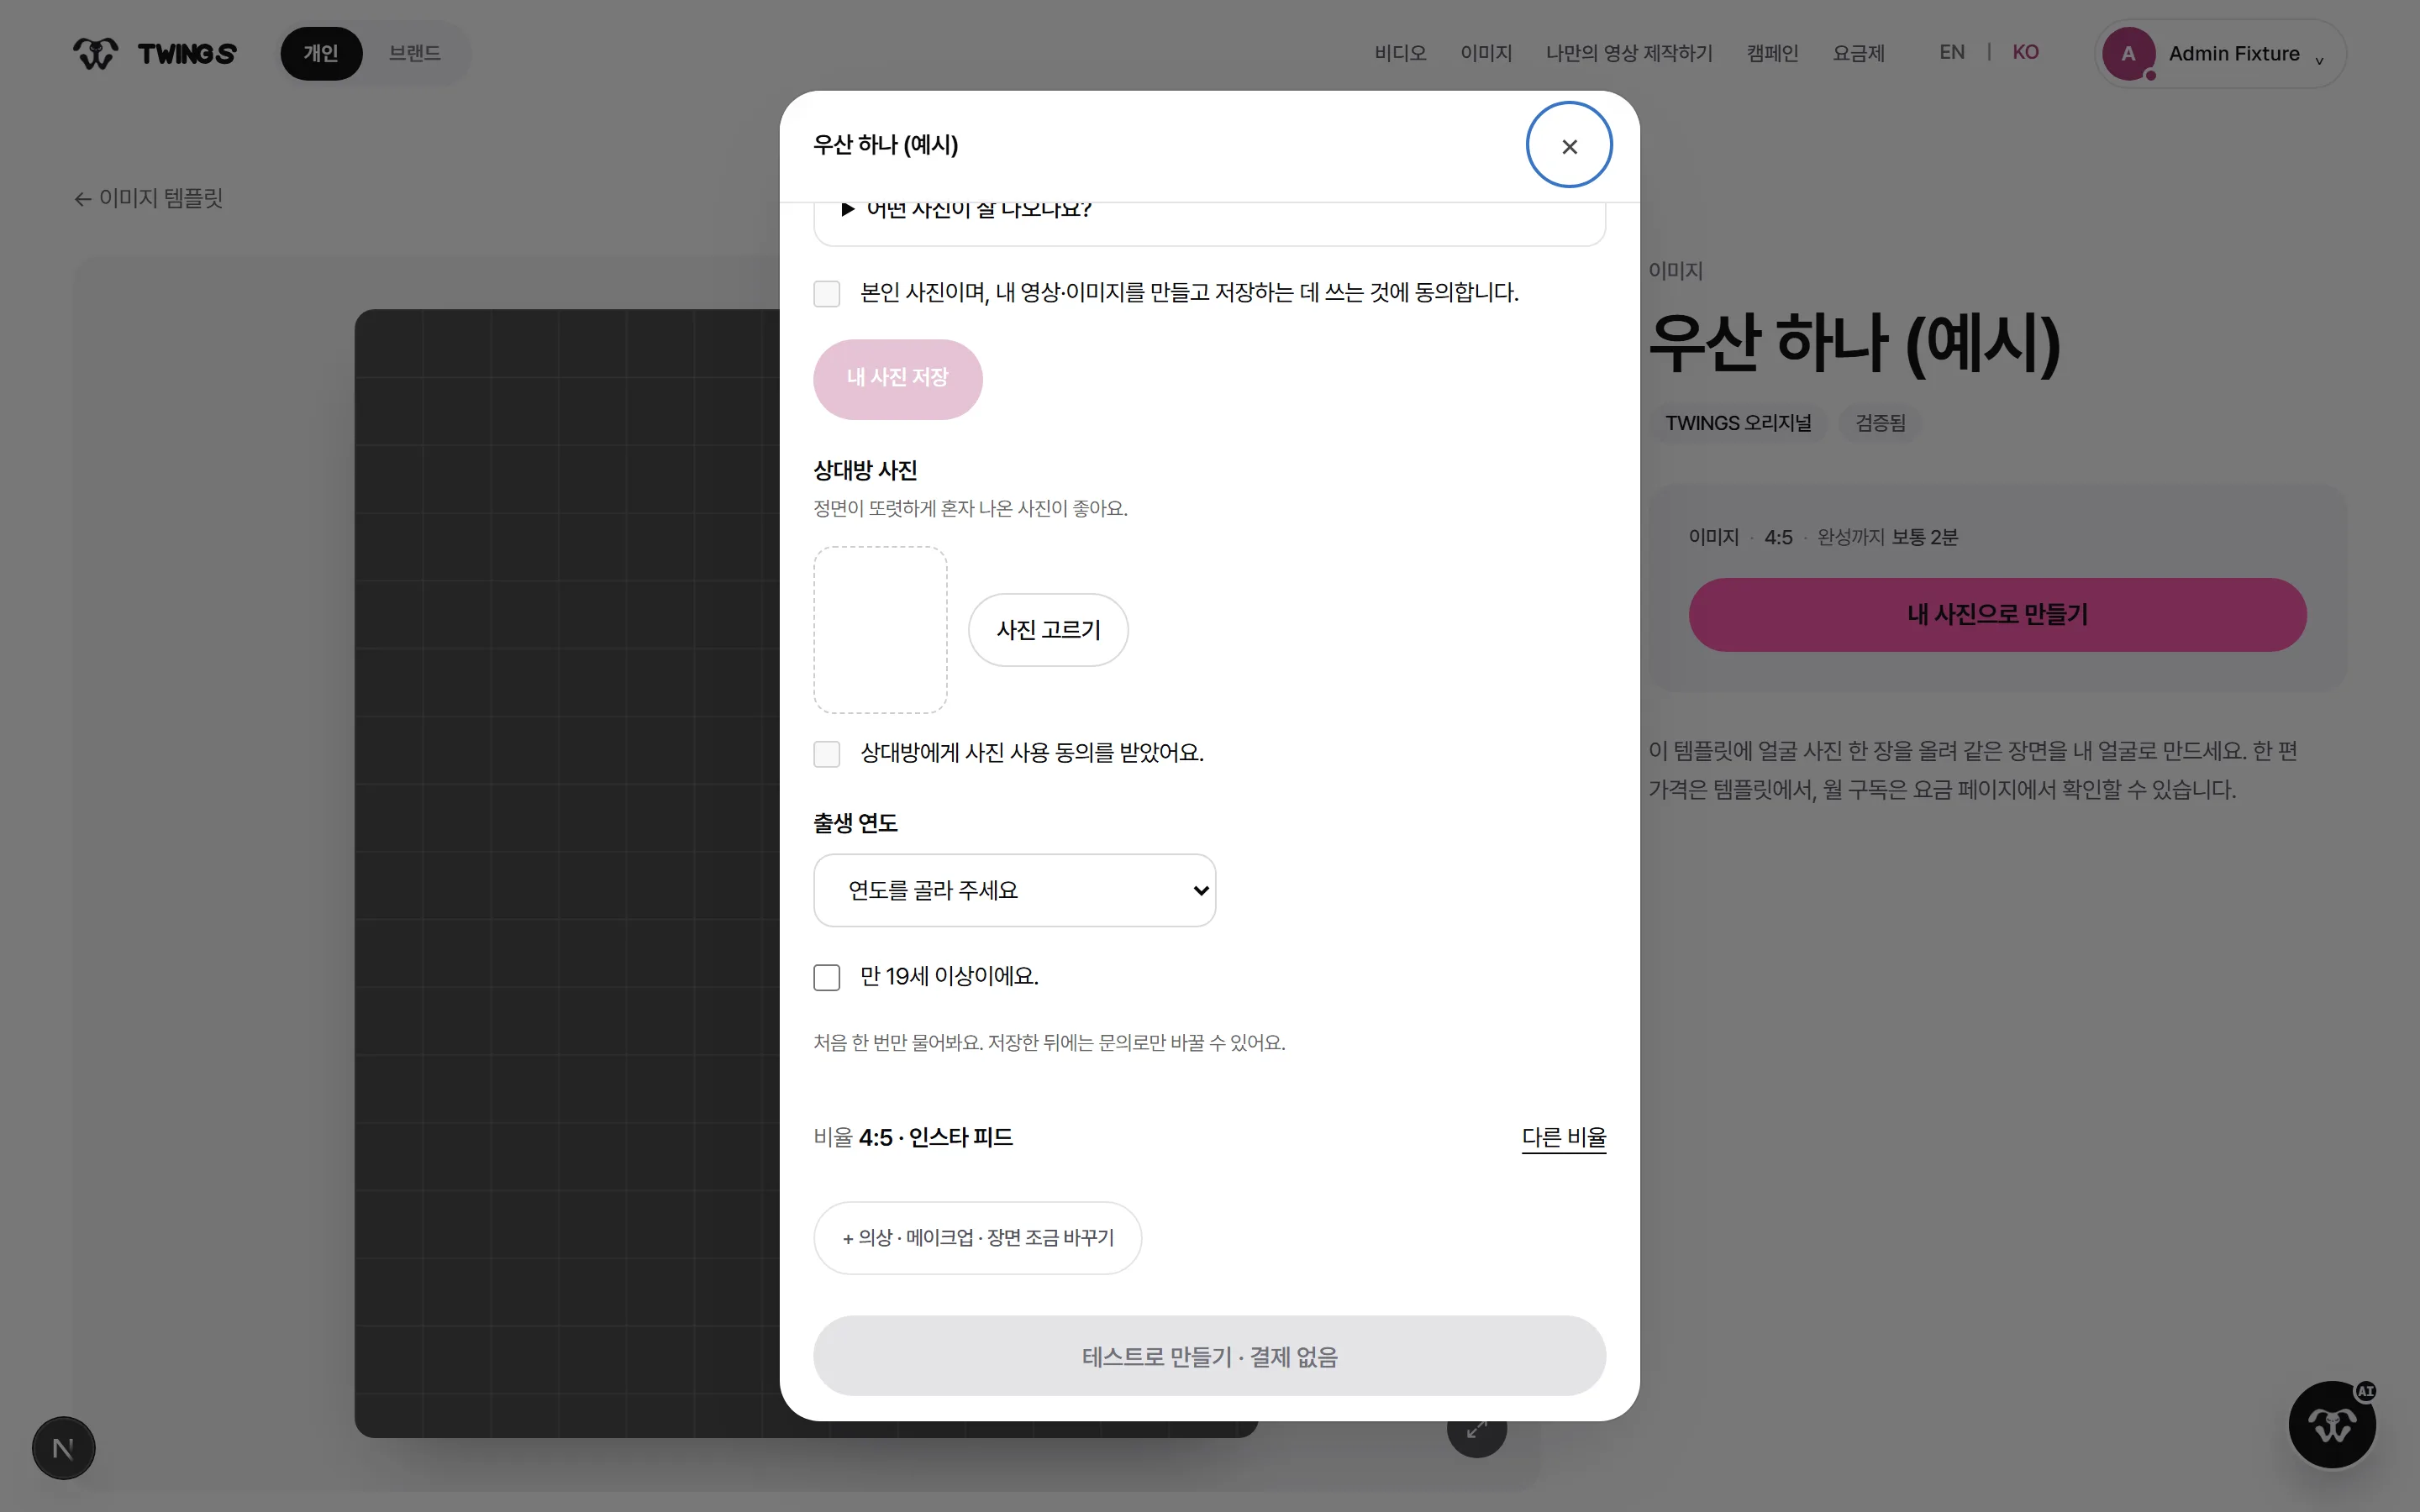 TWINGS
개인
브랜드
비디오
이미지
나만의 영상 제작하기
캠페인
요금제
EN | KO
A
Admin Fixture
← 이미지 템플릿
우산 하나 (예시)
×
▶ 어떤 사진이 잘 나오나요?
본인 사진이며, 내 영상·이미지를 만들고 저장하는 데 쓰는 것에 동의합니다.
내 사진 저장
상대방 사진
정면이 또렷하게 혼자 나온 사진이 좋아요.
사진 고르기
상대방에게 사진 사용 동의를 받았어요.
출생 연도
연도를 골라 주세요
만 19세 이상이에요.
처음 한 번만 물어봐요. 저장한 뒤에는 문의로만 바꿀 수 있어요.
비율 4:5 · 인스타 피드
다른 비율
+ 의상 · 메이크업 · 장면 조금 바꾸기
테스트로 만들기 · 결제 없음
이미지
우산 하나 (예시)
TWINGS 오리지널
검증됨
이미지 · 4:5 · 완성까지 보통 2분
내 사진으로 만들기
이 템플릿에 얼굴 사진 한 장을 올려 같은 장면을 내 얼굴로 만드세요. 한 편
가격은 템플릿에서, 월 구독은 요금 페이지에서 확인할 수 있습니다.
N
AI